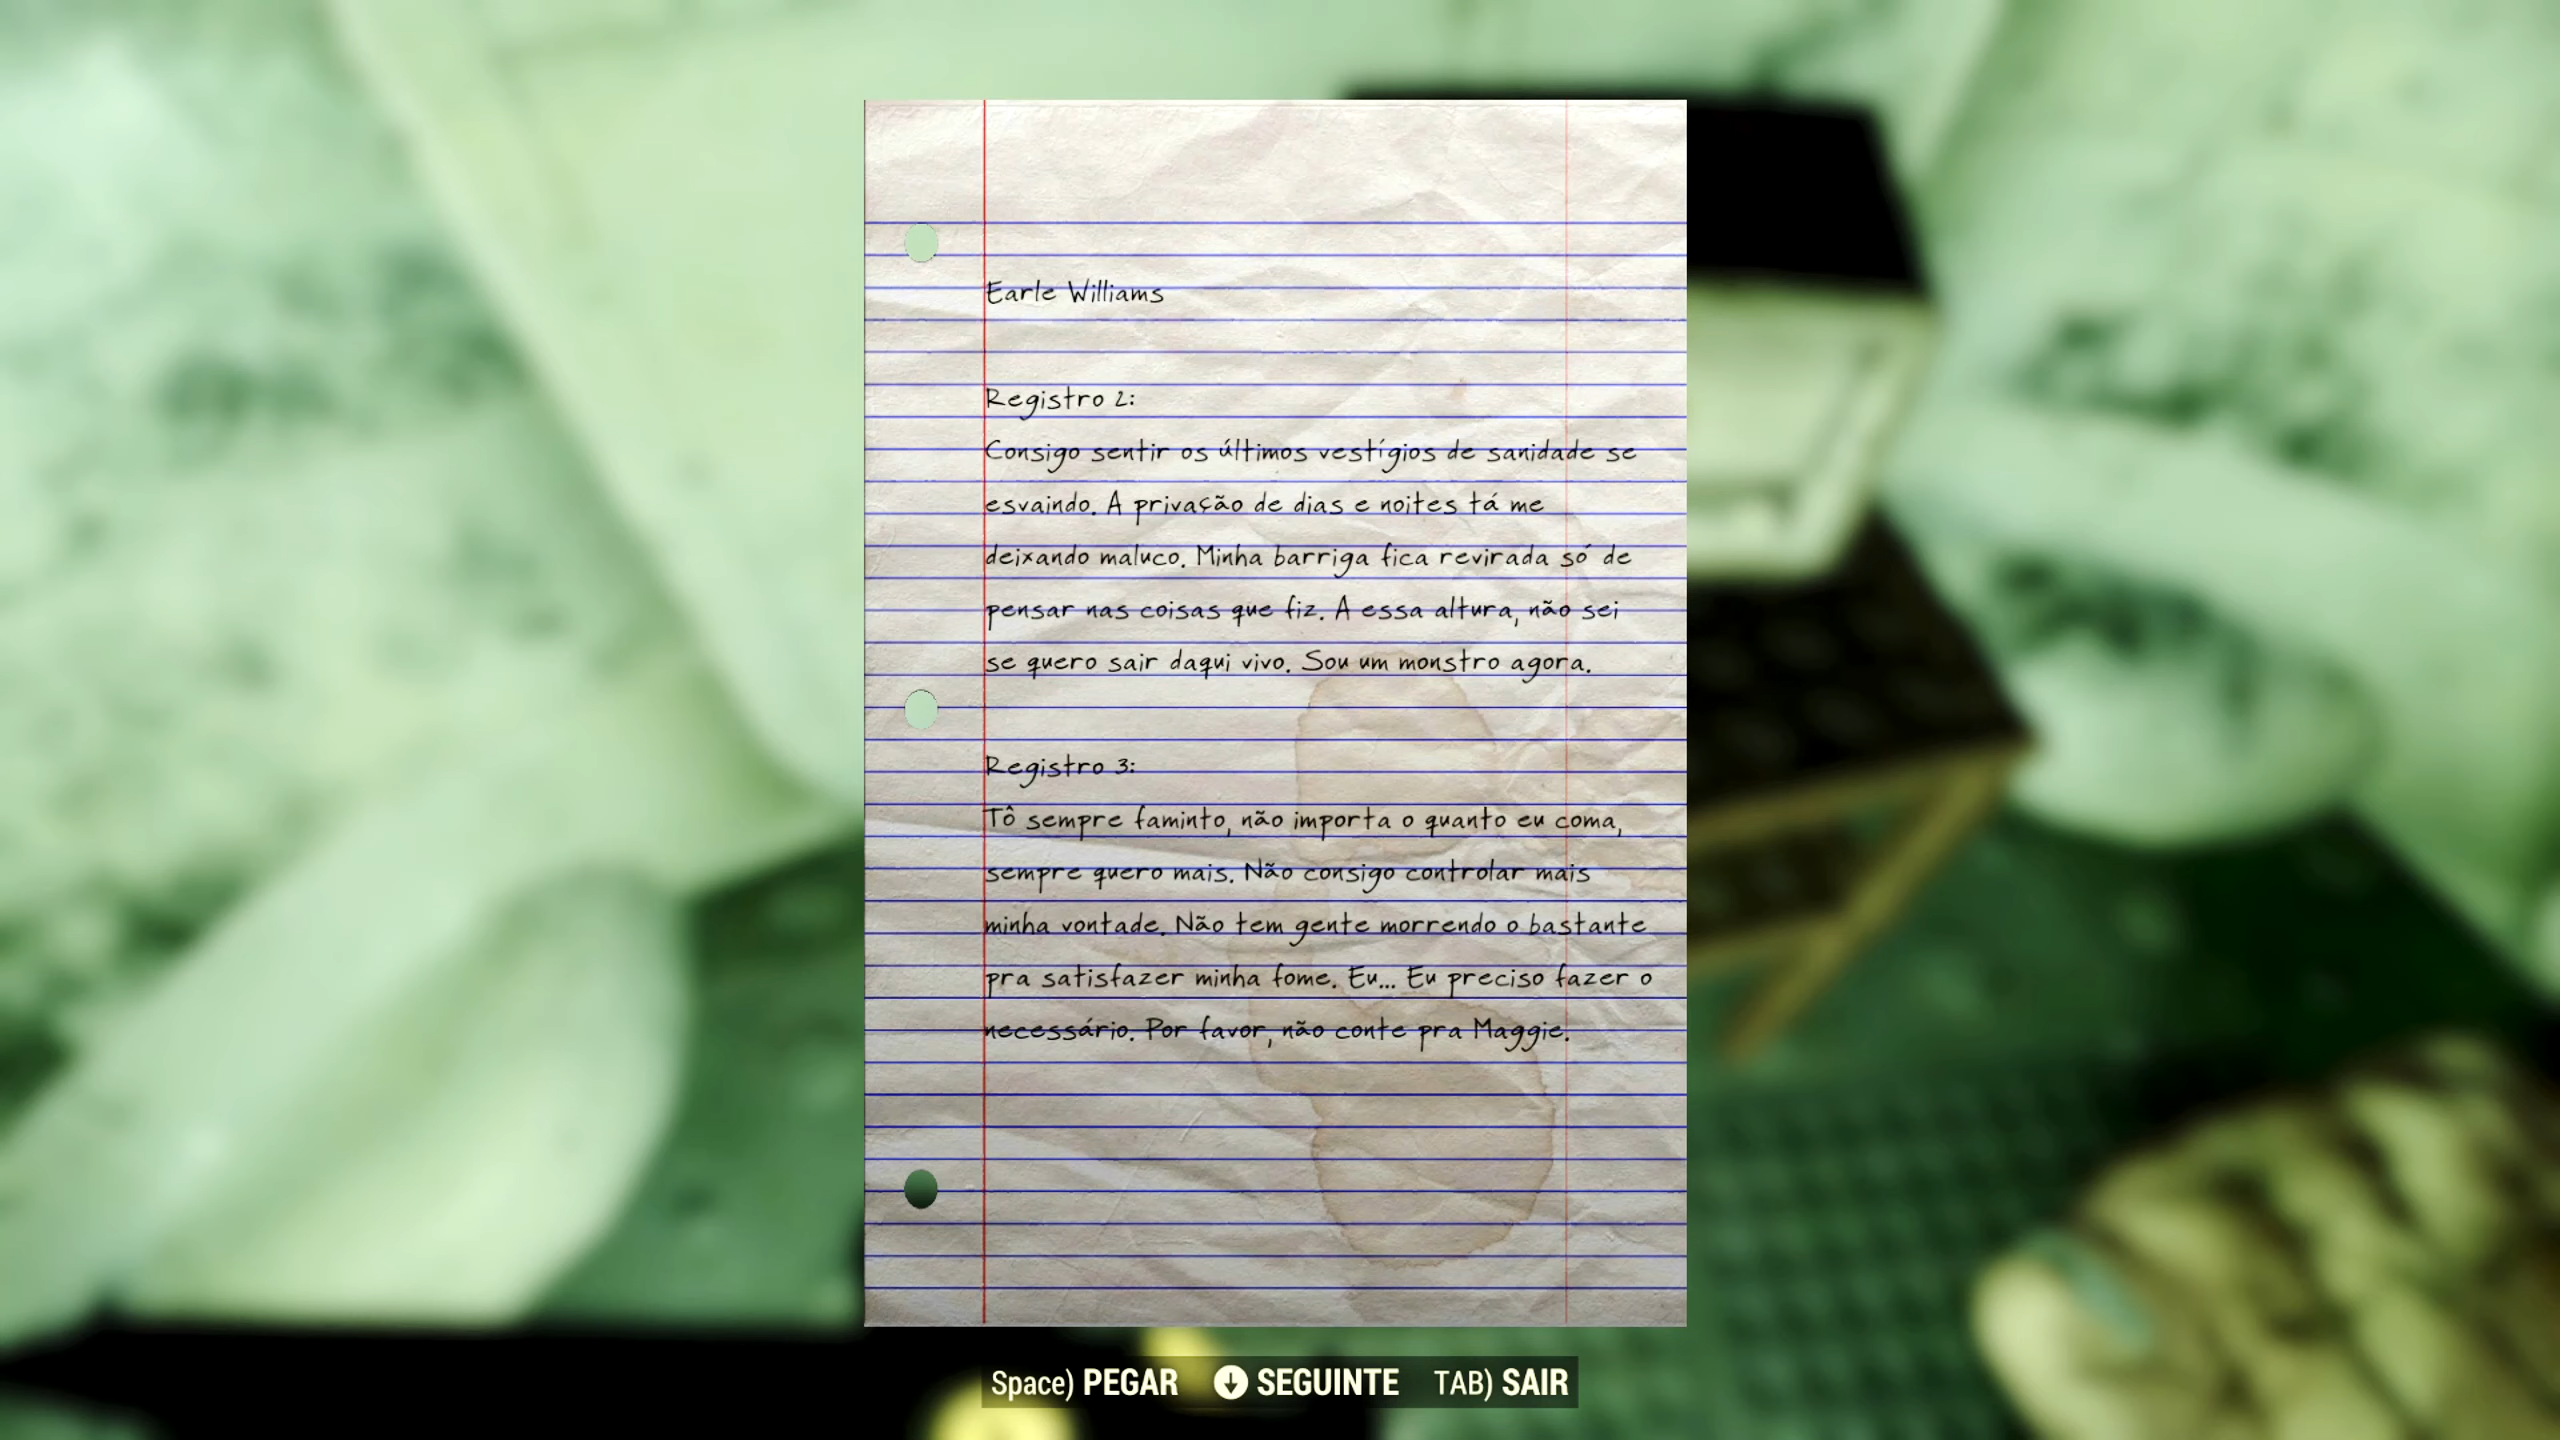 Earle Williams
Registro 2:
Consigo sentir os últimos vestígios de sanidade se
esvaindo. A privação de dias e noites tá me
deixando maluco. Minha barriga fica revirada só de
pensar nas coisas que fiz. A essa altura, não sei
se quero sair daqui vivo. Sou um monstro agora.
Registro 3:
Tô sempre faminto, não importa o quanto eu coma,
sempre quero mais. Não consigo controlar mais
minha vontade. Não tem gente morrendo o bastante
pra satisfazer minha fome. Eu... Eu preciso fazer o
necessário. Por favor, não conte pra Maggie.
Space) PEGAR SEGUINTE TAB) SAIR